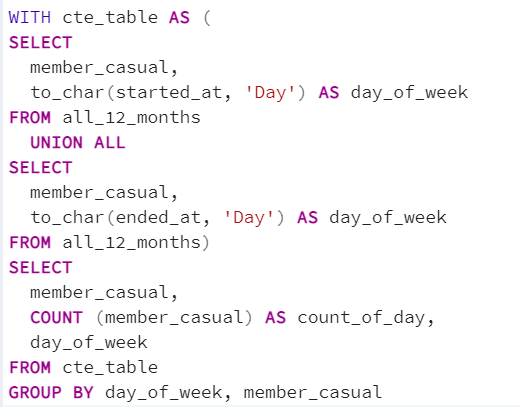 WITH cte_table AS (
SELECT
  member_casual,
  to_char(started_at, 'Day') AS day_of_week
FROM all_12_months
  UNION ALL
SELECT
  member_casual,
  to_char(ended_at, 'Day') AS day_of_week
FROM all_12_months)
SELECT
  member_casual,
  COUNT (member_casual) AS count_of_day,
  day_of_week
FROM cte_table
GROUP BY day_of_week, member_casual